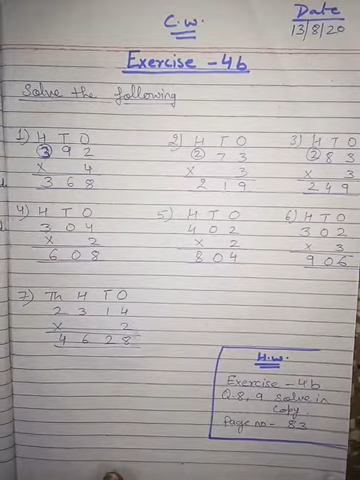 C.W.
Date
13/8/20
Exercise - 4b
Solve the following
1) H T O
③ 9 2
x 4
3 6 8
2) H T O
② 7 3
x 3
2 1 9
3) H T O
② 8 3
x 3
2 4 9
4) H T O
3 0 4
x 2
6 0 8
5) H T O
4 0 2
x 2
8 0 4
6) H T O
3 0 2
x 3
9 0 6
7) Th H T O
2 3 1 4
x 2
4 6 2 8
H.W.
Exercise - 4b
Q.8, 9 solve in
copy.
Page no - 83